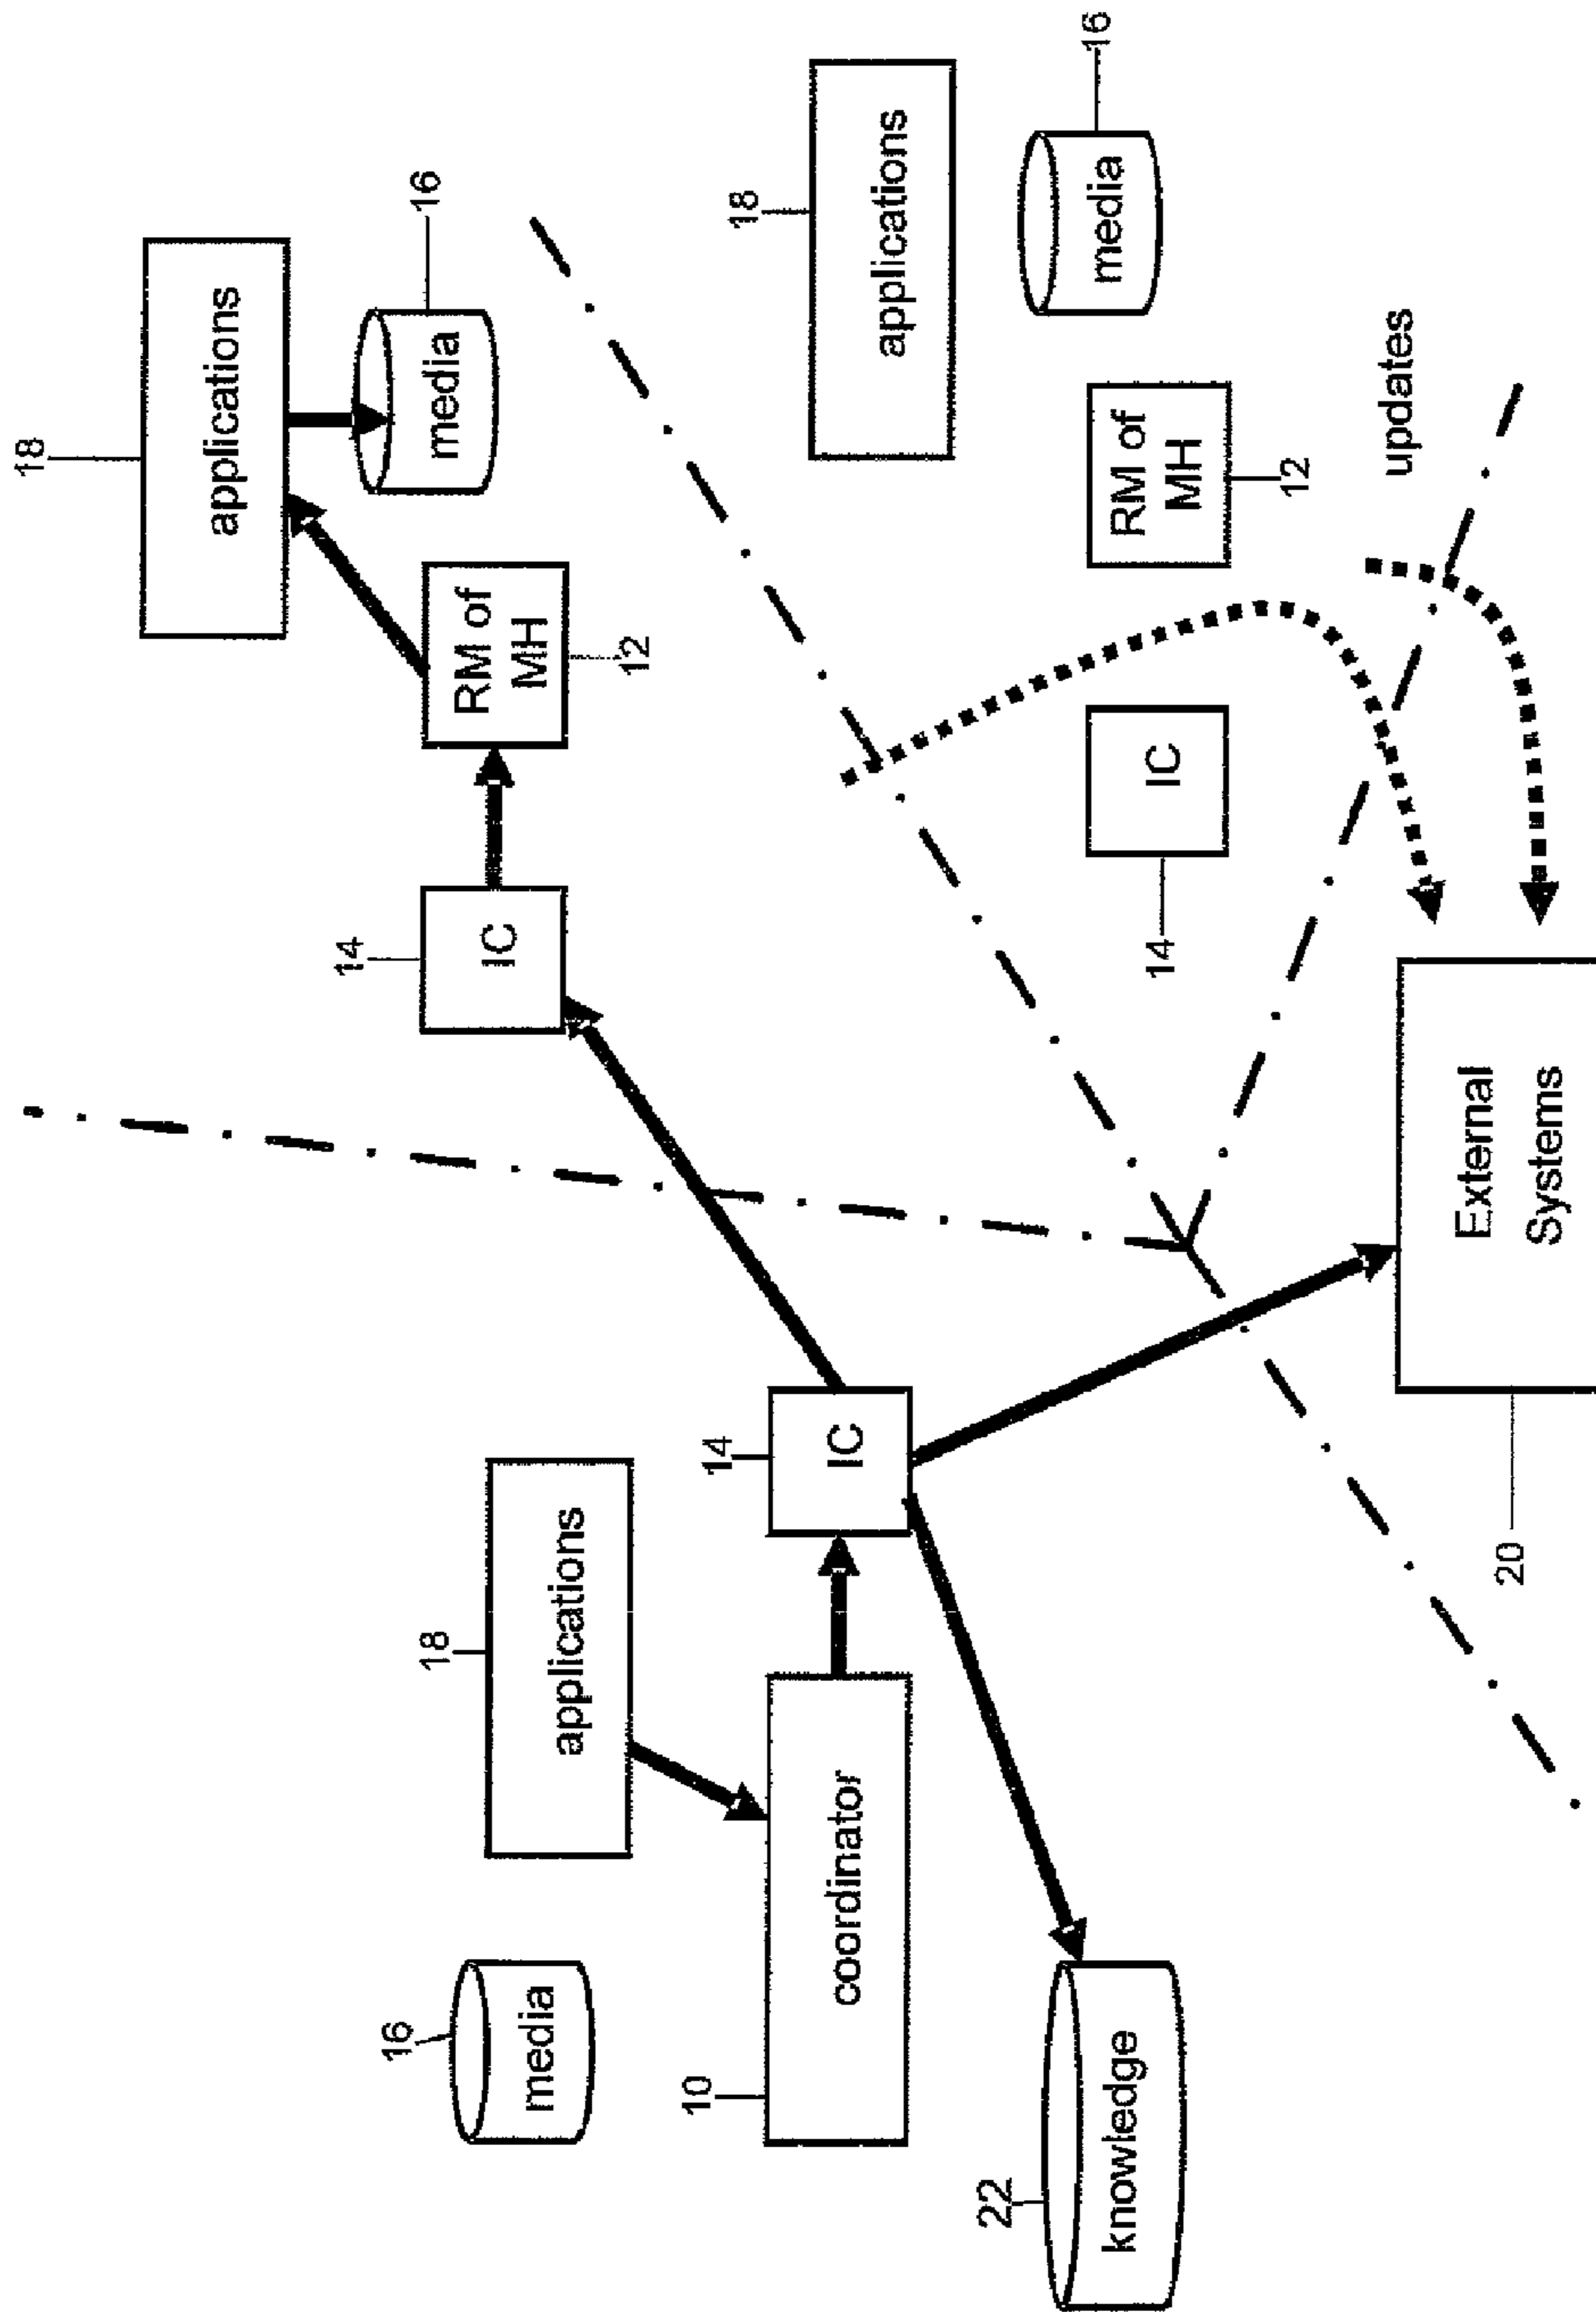 18
applications
14
16
IC
media
RM of
MH
12
16
media
18
applications
10
14
coordinator
IC
18
applications
22
knowledge
16
media
14
IC
RM of
MH
12
updates
External
Systems
20